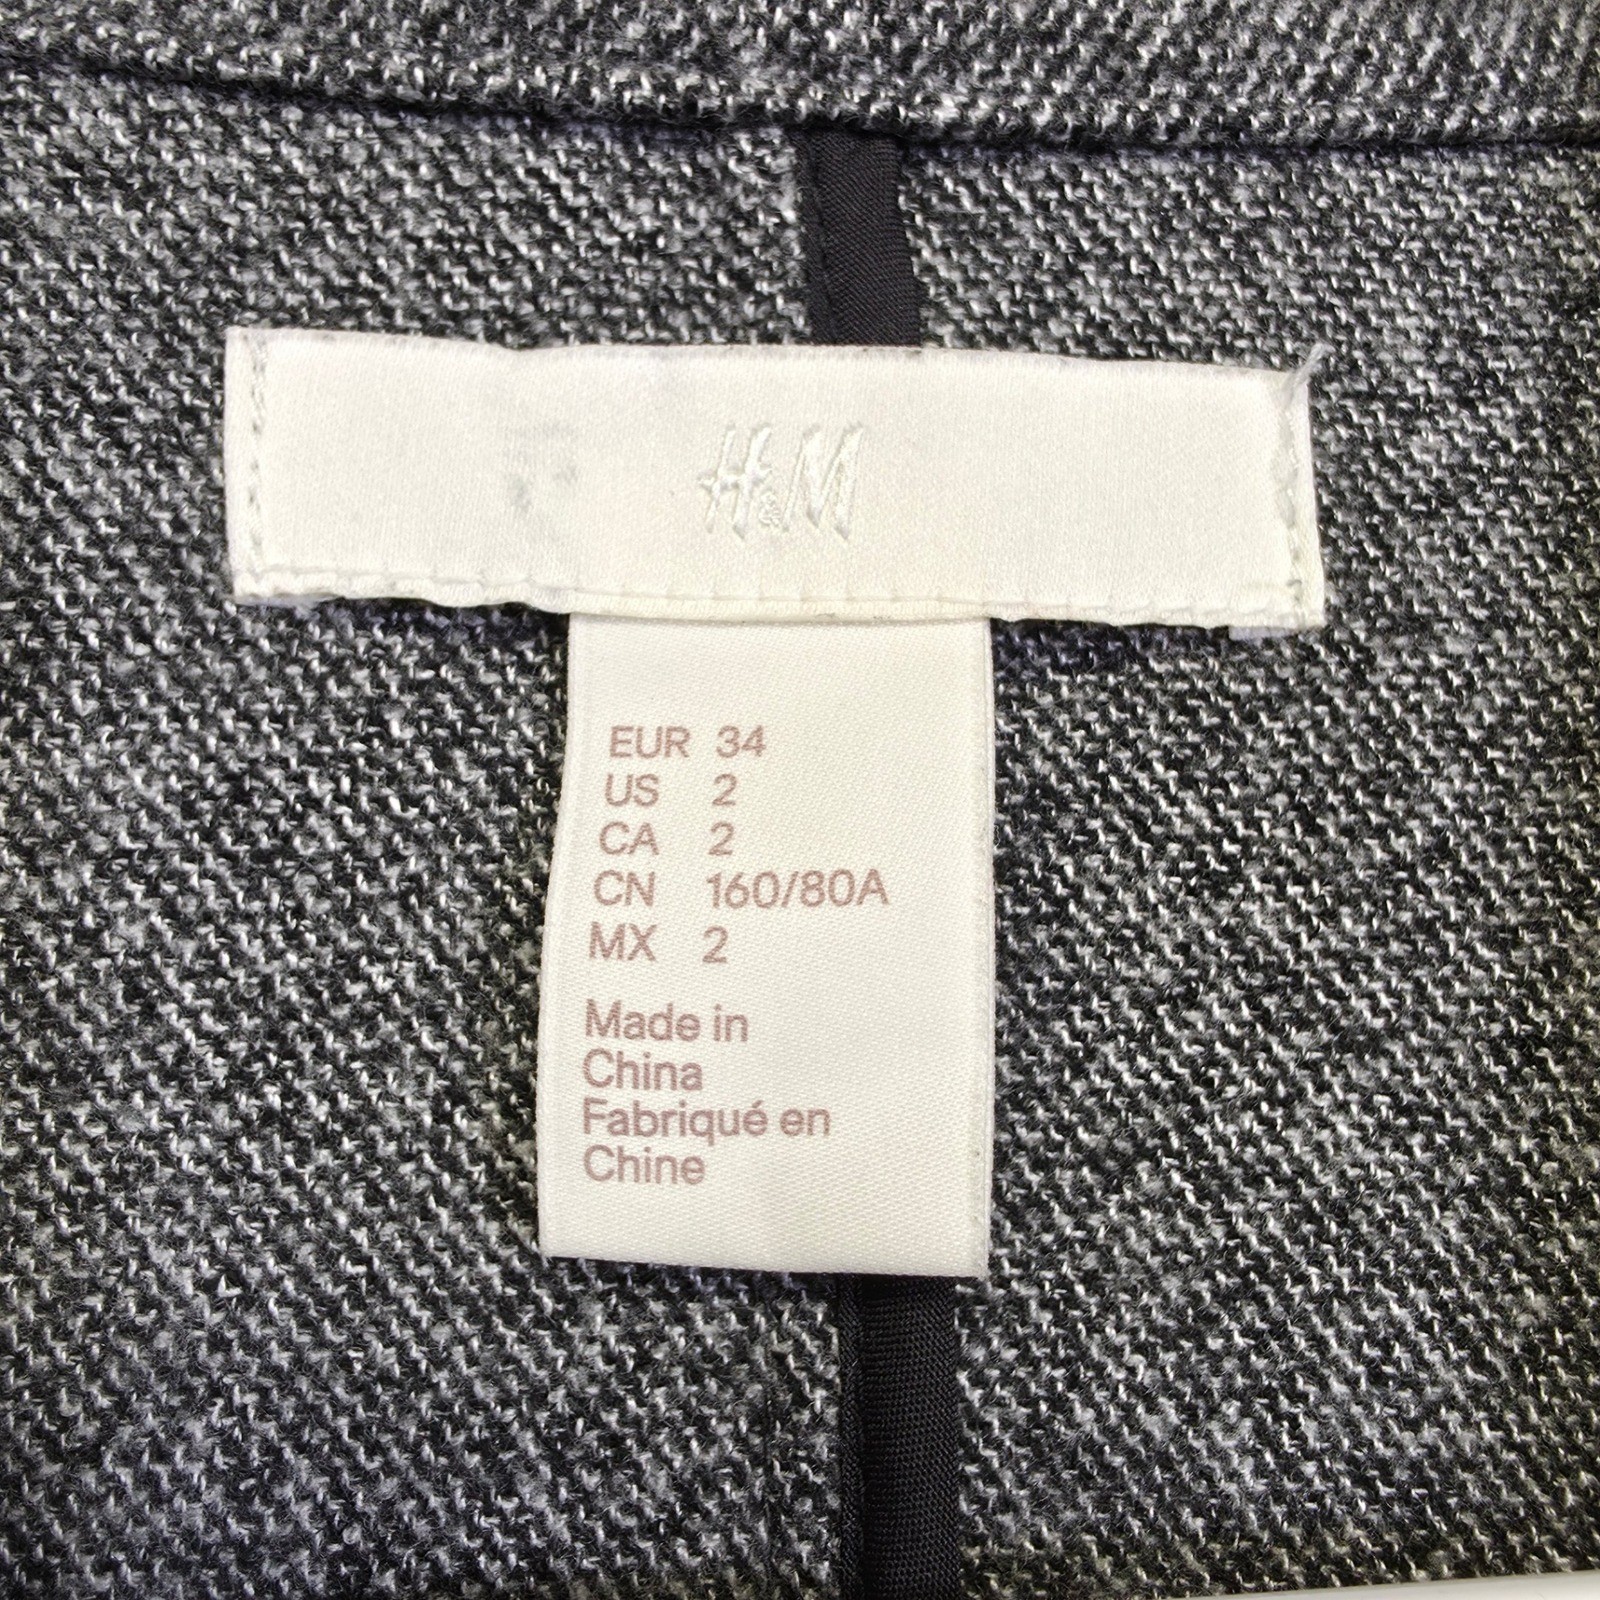 H&M
EUR 34
US 2
CA 2
CN 160/80A
MX 2
Made in
China
Fabriqué en
Chine